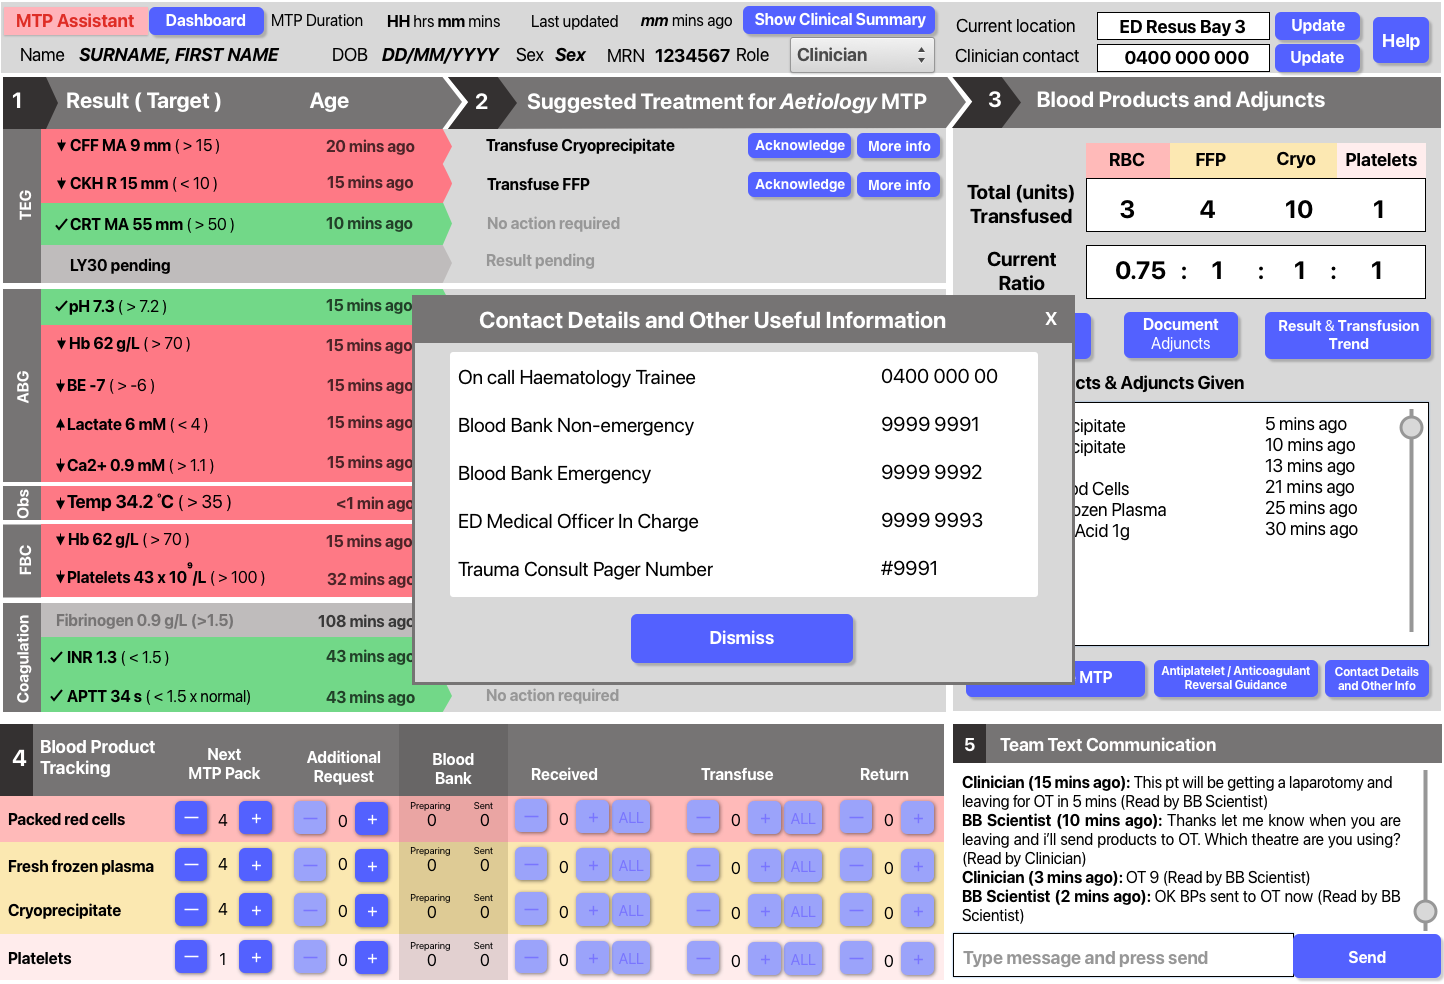 MTP Assistant Dashboard MTP Duration HH hrs mm mins Last updated mm mins ago Show Clinical Summary Current location ED Resus Bay 3 Update Help
Name SURNAME, FIRST NAME DOB DD/MM/YYYY Sex Sex MRN 1234567 Role Clinician Clinician contact 0400 000 000 Update
1 Result ( Target ) Age
2 Suggested Treatment for Aetiology MTP
3 Blood Products and Adjuncts
TEG
CFF MA 9 mm ( > 15 ) 20 mins ago Transfuse Cryoprecipitate Acknowledge More info
CKH R 15 mm ( < 10 ) 15 mins ago Transfuse FFP Acknowledge More info
✓CRT MA 55 mm ( > 50 ) 10 mins ago No action required
LY30 pending Result pending
ABG
✓pH 7.3 ( > 7.2 ) 15 mins ago
Hb 62 g/L ( > 70 ) 15 mins ago
BE -7 ( > -6 ) 15 mins ago
Lactate 6 mM ( < 4 ) 15 mins ago
Ca2+ 0.9 mM ( > 1.1 ) 15 mins ago
Obs
Temp 34.2 °C ( > 35 ) <1 min ago
FBC
Hb 62 g/L ( > 70 ) 15 mins ago
Platelets 43 x 10⁹/L ( > 100 ) 32 mins ago
Coagulation
Fibrinogen 0.9 g/L (>1.5) 108 mins ago
✓ INR 1.3 ( < 1.5 ) 43 mins ago
✓ APTT 34 s ( < 1.5 x normal) 43 mins ago No action required
RBC FFP Cryo Platelets
Total (units)
Transfused
3 4 10 1
Current
Ratio
0.75 : 1 : 1 : 1
Document
Adjuncts
Result & Transfusion
Trend
cts & Adjuncts Given
cipitate 5 mins ago
cipitate 10 mins ago
13 mins ago
od Cells 21 mins ago
ozen Plasma 25 mins ago
Acid 1g 30 mins ago
MTP
Antiplatelet / Anticoagulant
Reversal Guidance
Contact Details
and Other Info
Contact Details and Other Useful Information X
On call Haematology Trainee 0400 000 00
Blood Bank Non-emergency 9999 9991
Blood Bank Emergency 9999 9992
ED Medical Officer In Charge 9999 9993
Trauma Consult Pager Number #9991
Dismiss
4 Blood Product
Tracking
Next
MTP Pack
Additional
Request
Blood
Bank
Received Transfuse Return
Preparing Sent
Packed red cells — 4 + — 0 + 0 0 — 0 + ALL — 0 + ALL — 0 +
Preparing Sent
Fresh frozen plasma — 4 + — 0 + 0 0 — 0 + ALL — 0 + ALL — 0 +
Preparing Sent
Cryoprecipitate — 4 + — 0 + 0 0 — 0 + ALL — 0 + ALL — 0 +
Preparing Sent
Platelets — 1 + — 0 + 0 0 — 0 + ALL — 0 + ALL — 0 +
5 Team Text Communication
Clinician (15 mins ago): This pt will be getting a laparotomy and
leaving for OT in 5 mins (Read by BB Scientist)
BB Scientist (10 mins ago): Thanks let me know when you are
leaving and i'll send products to OT. Which theatre are you using?
(Read by Clinician)
Clinician (3 mins ago): OT 9 (Read by BB Scientist)
BB Scientist (2 mins ago): OK BPs sent to OT now (Read by BB
Scientist)
Type message and press send Send